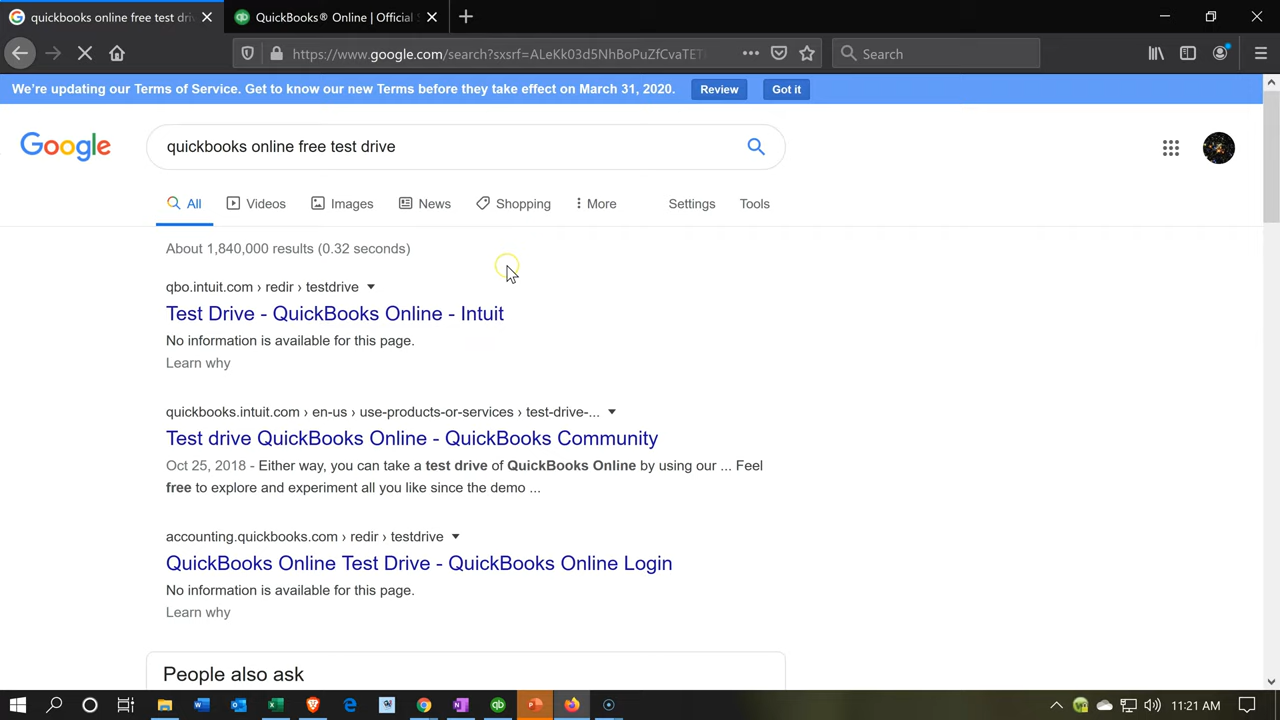 quickbooks online free test driv
QuickBooks® Online | Official S
https://www.google.com/search?sxsrf=ALeKk03d5NhBoPuZfCvaTET
Search
We're updating our Terms of Service. Get to know our new Terms before they take effect on March 31, 2020.
Review
Got it
Google
quickbooks online free test drive
All
Videos
Images
News
Shopping
More
Settings
Tools
About 1,840,000 results (0.32 seconds)
qbo.intuit.com › redir › testdrive
Test Drive - QuickBooks Online - Intuit
No information is available for this page.
Learn why
quickbooks.intuit.com › en-us › use-products-or-services › test-drive-...
Test drive QuickBooks Online - QuickBooks Community
Oct 25, 2018 - Either way, you can take a test drive of QuickBooks Online by using our ... Feel
free to explore and experiment all you like since the demo ...
accounting.quickbooks.com › redir › testdrive
QuickBooks Online Test Drive - QuickBooks Online Login
No information is available for this page.
Learn why
People also ask
11:21 AM